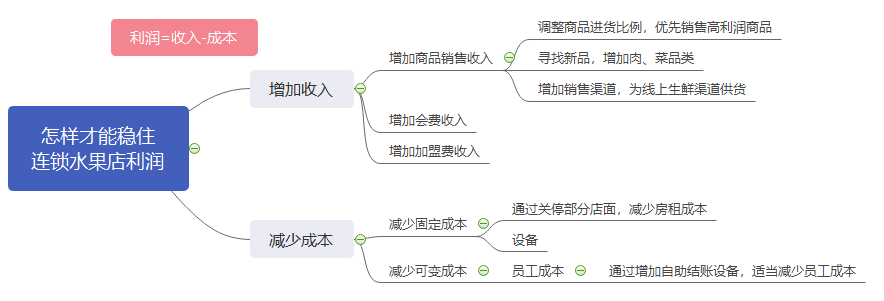 利润=收入-成本
怎样才能稳住
连锁水果店利润
增加收入
增加商品销售收入
调整商品进货比例，优先销售高利润商品
寻找新品，增加肉、菜品类
增加销售渠道，为线上生鲜渠道供货
增加会费收入
增加加盟费收入
减少成本
减少固定成本
通过关停部分店面，减少房租成本
设备
减少可变成本
员工成本
通过增加自助结账设备，适当减少员工成本